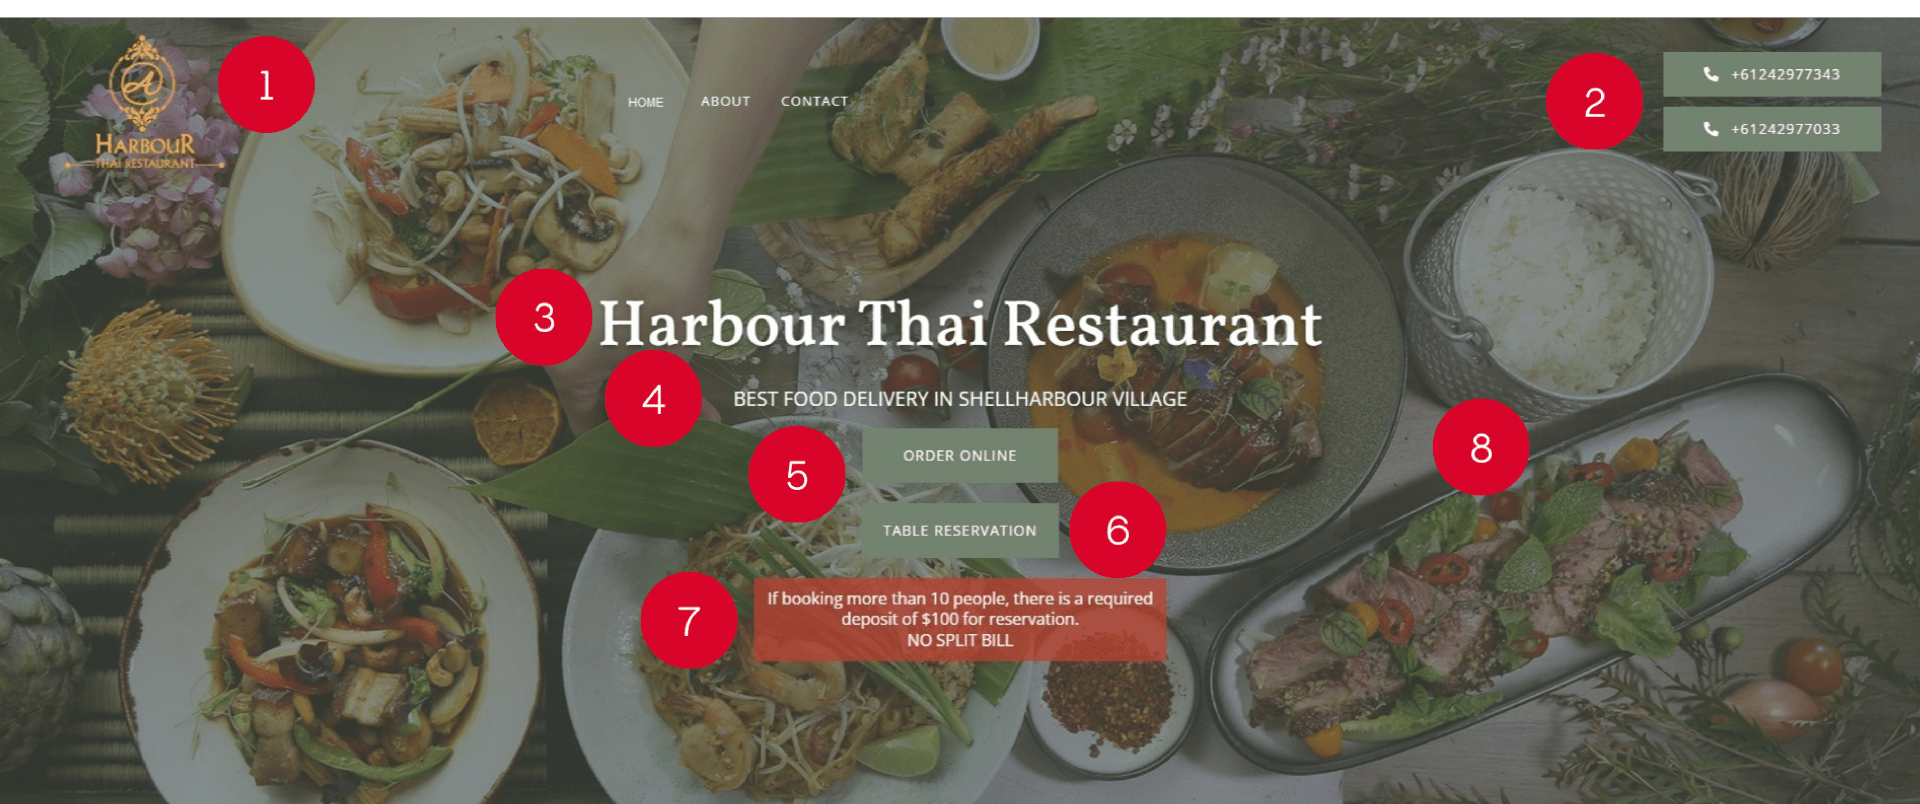 HARBOUR
THAI RESTAURANT
1
HOME ABOUT CONTACT
2
+61242977343
+61242977033
3
Harbour Thai Restaurant
4
BEST FOOD DELIVERY IN SHELLHARBOUR VILLAGE
5
ORDER ONLINE
8
TABLE RESERVATION
6
7
If booking more than 10 people, there is a required
deposit of $100 for reservation.
NO SPLIT BILL